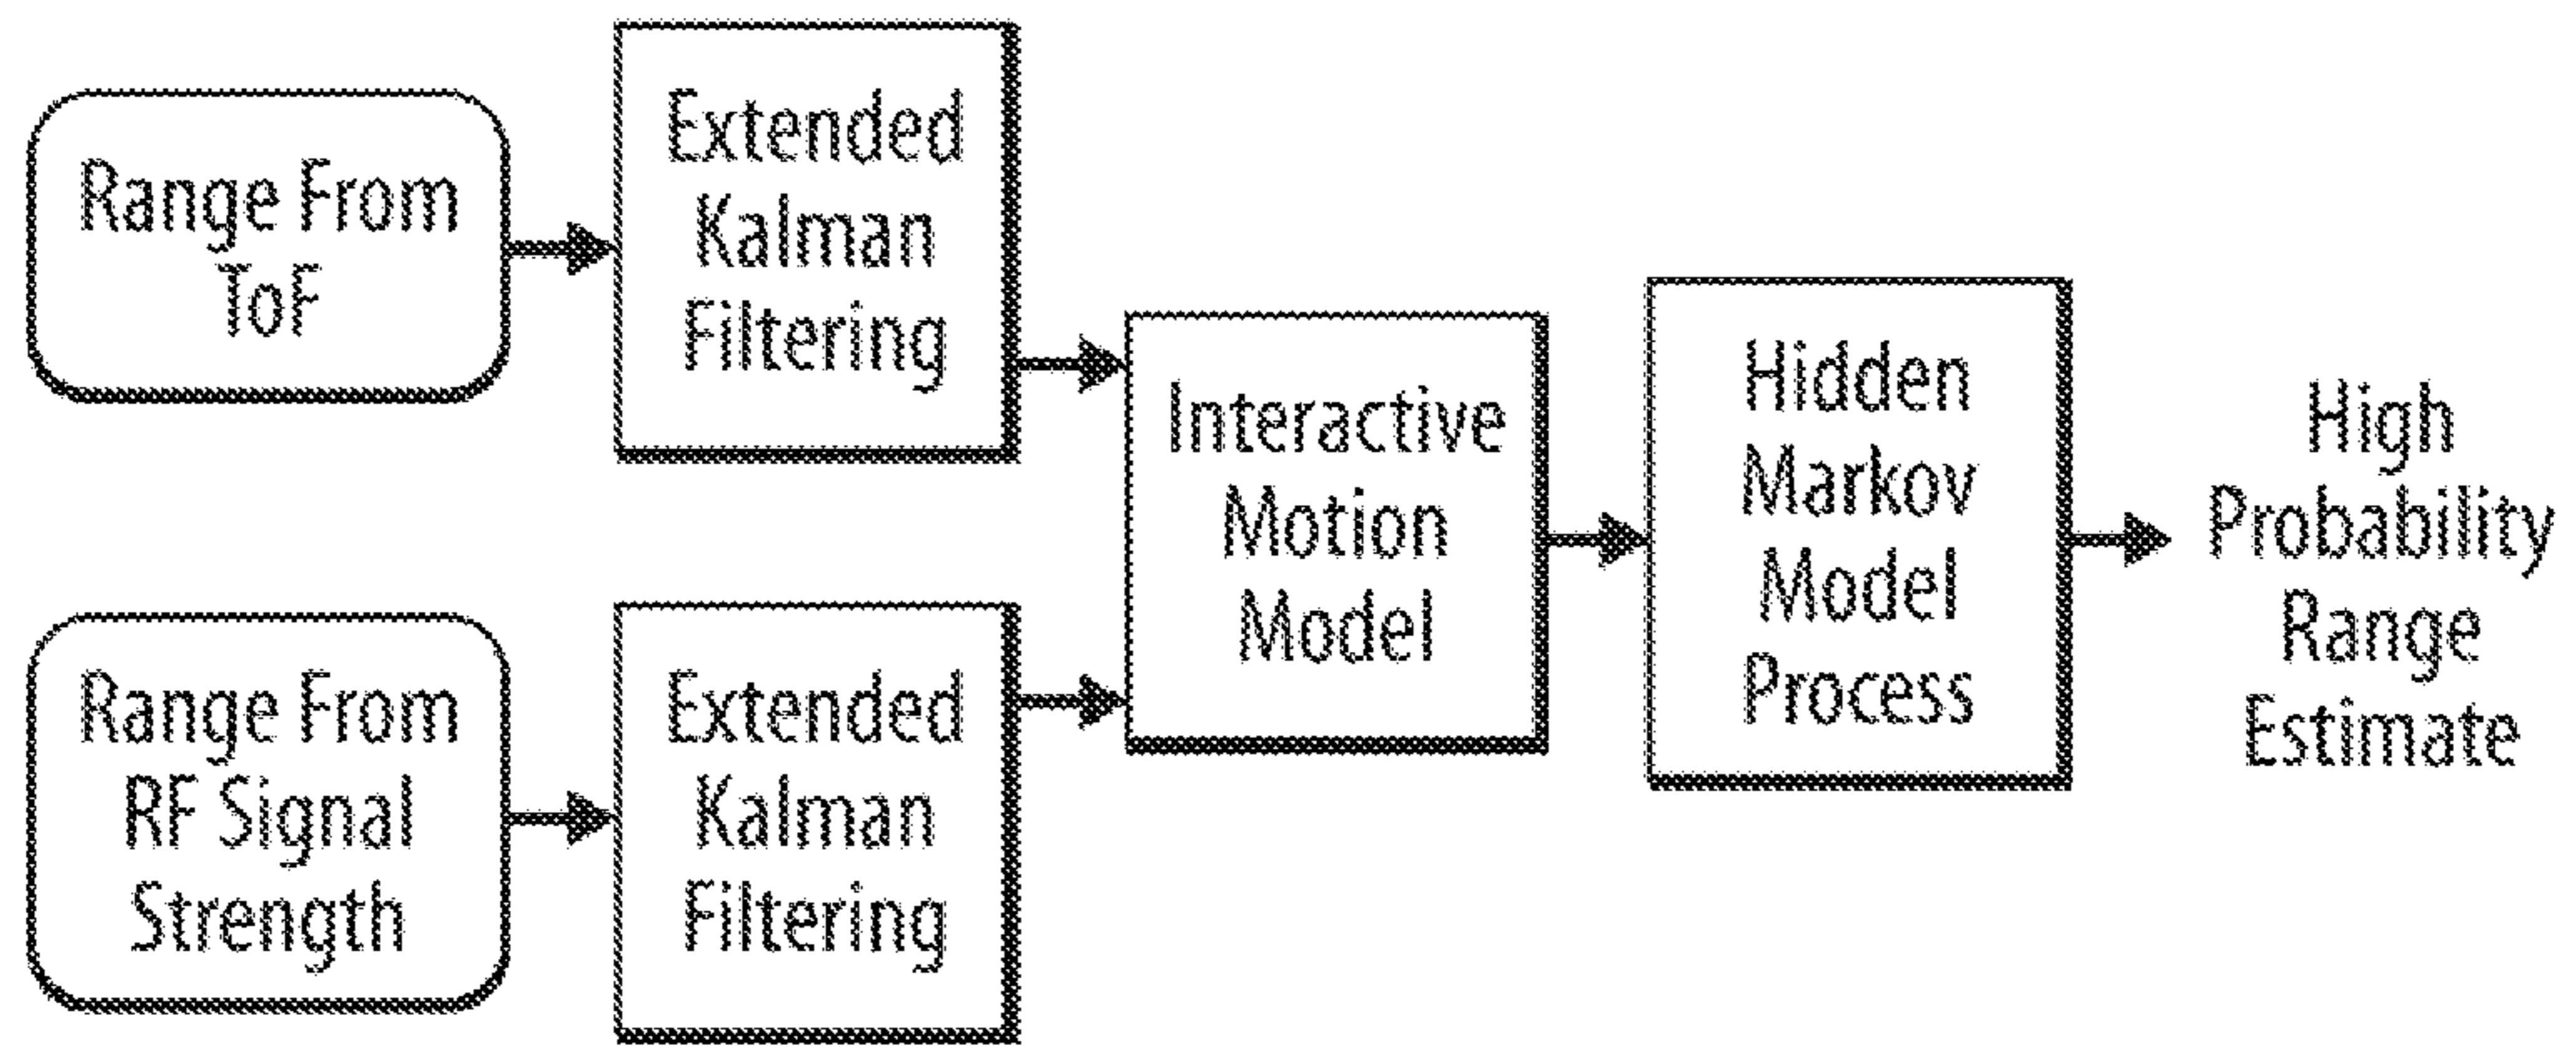 Range From
ToF
Extended
Kalman
Filtering
Range From
RF Signal
Strength
Extended
Kalman
Filtering
Interactive
Motion
Model
Hidden
Markov
Model
Process
High
Probability
Range
Estimate